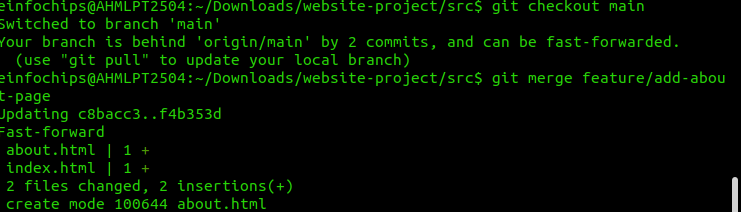 einfochips@AHMLPT2504:~/Downloads/website-project/src$ git checkout main
Switched to branch 'main'
Your branch is behind 'origin/main' by 2 commits, and can be fast-forwarded.
  (use "git pull" to update your local branch)
einfochips@AHMLPT2504:~/Downloads/website-project/src$ git merge feature/add-abou
t-page
Updating c8bacc3..f4b353d
Fast-forward
 about.html | 1 +
 index.html | 1 +
 2 files changed, 2 insertions(+)
 create mode 100644 about.html